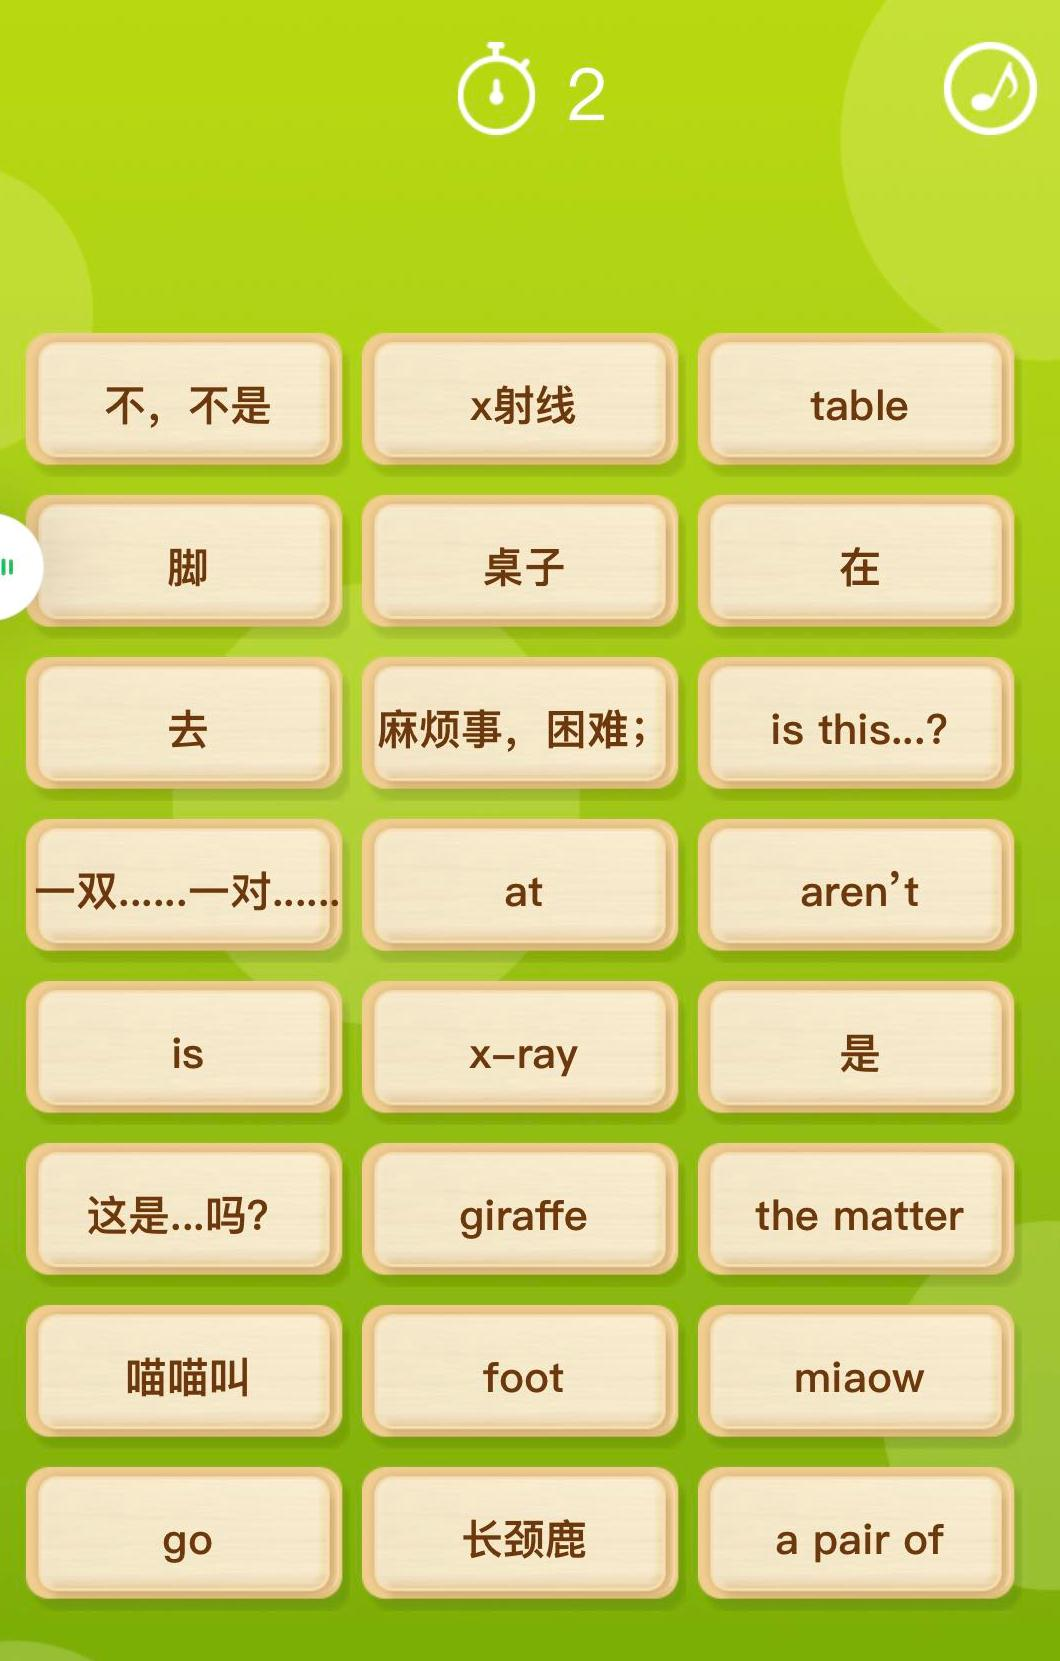 2
不，不是
x射线
table
脚
桌子
在
去
麻烦事，困难；
is this...?
一双......一对......
at
aren’t
is
x-ray
是
这是...吗?
giraffe
the matter
喵喵叫
foot
miaow
go
长颈鹿
a pair of